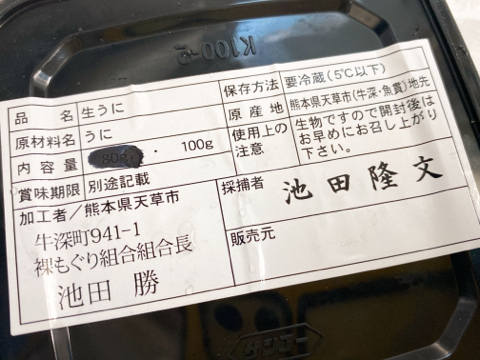 K100-2
品名 生うに
原材料名 うに
内容量 80g・100g
賞味期限 別途記載
加工者/熊本県天草市
牛深町941-1
裸もぐり組合組合長
池田 勝
保存方法 要冷蔵(5℃以下)
原産地 熊本県天草市(牛深・魚貫)地先
使用上の注意 生物ですので開封後は
お早めにお召し上がり
下さい。
採捕者 池田隆文
販売元
ケンコー